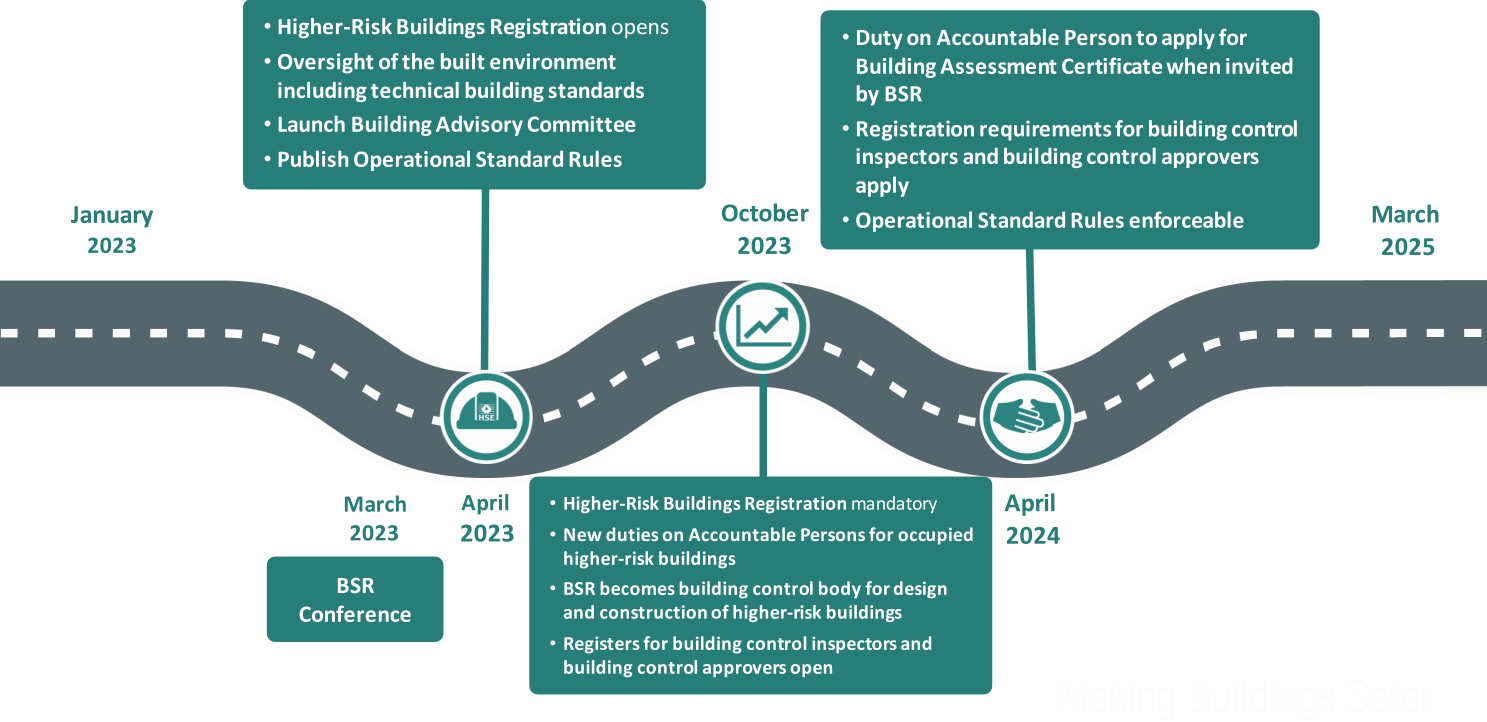 • Higher-Risk Buildings Registration opens
• Oversight of the built environment
including technical building standards
• Launch Building Advisory Committee
• Publish Operational Standard Rules
• Duty on Accountable Person to apply for
Building Assessment Certificate when invited
by BSR
• Registration requirements for building control
inspectors and building control approvers
apply
• Operational Standard Rules enforceable
January
2023
October
2023
March
2025
HSE
March
2023
April
2023
BSR
Conference
• Higher-Risk Buildings Registration mandatory
• New duties on Accountable Persons for occupied
higher-risk buildings
• BSR becomes building control body for design
and construction of higher-risk buildings
• Registers for building control inspectors and
building control approvers open
April
2024
Making Buildings Safer